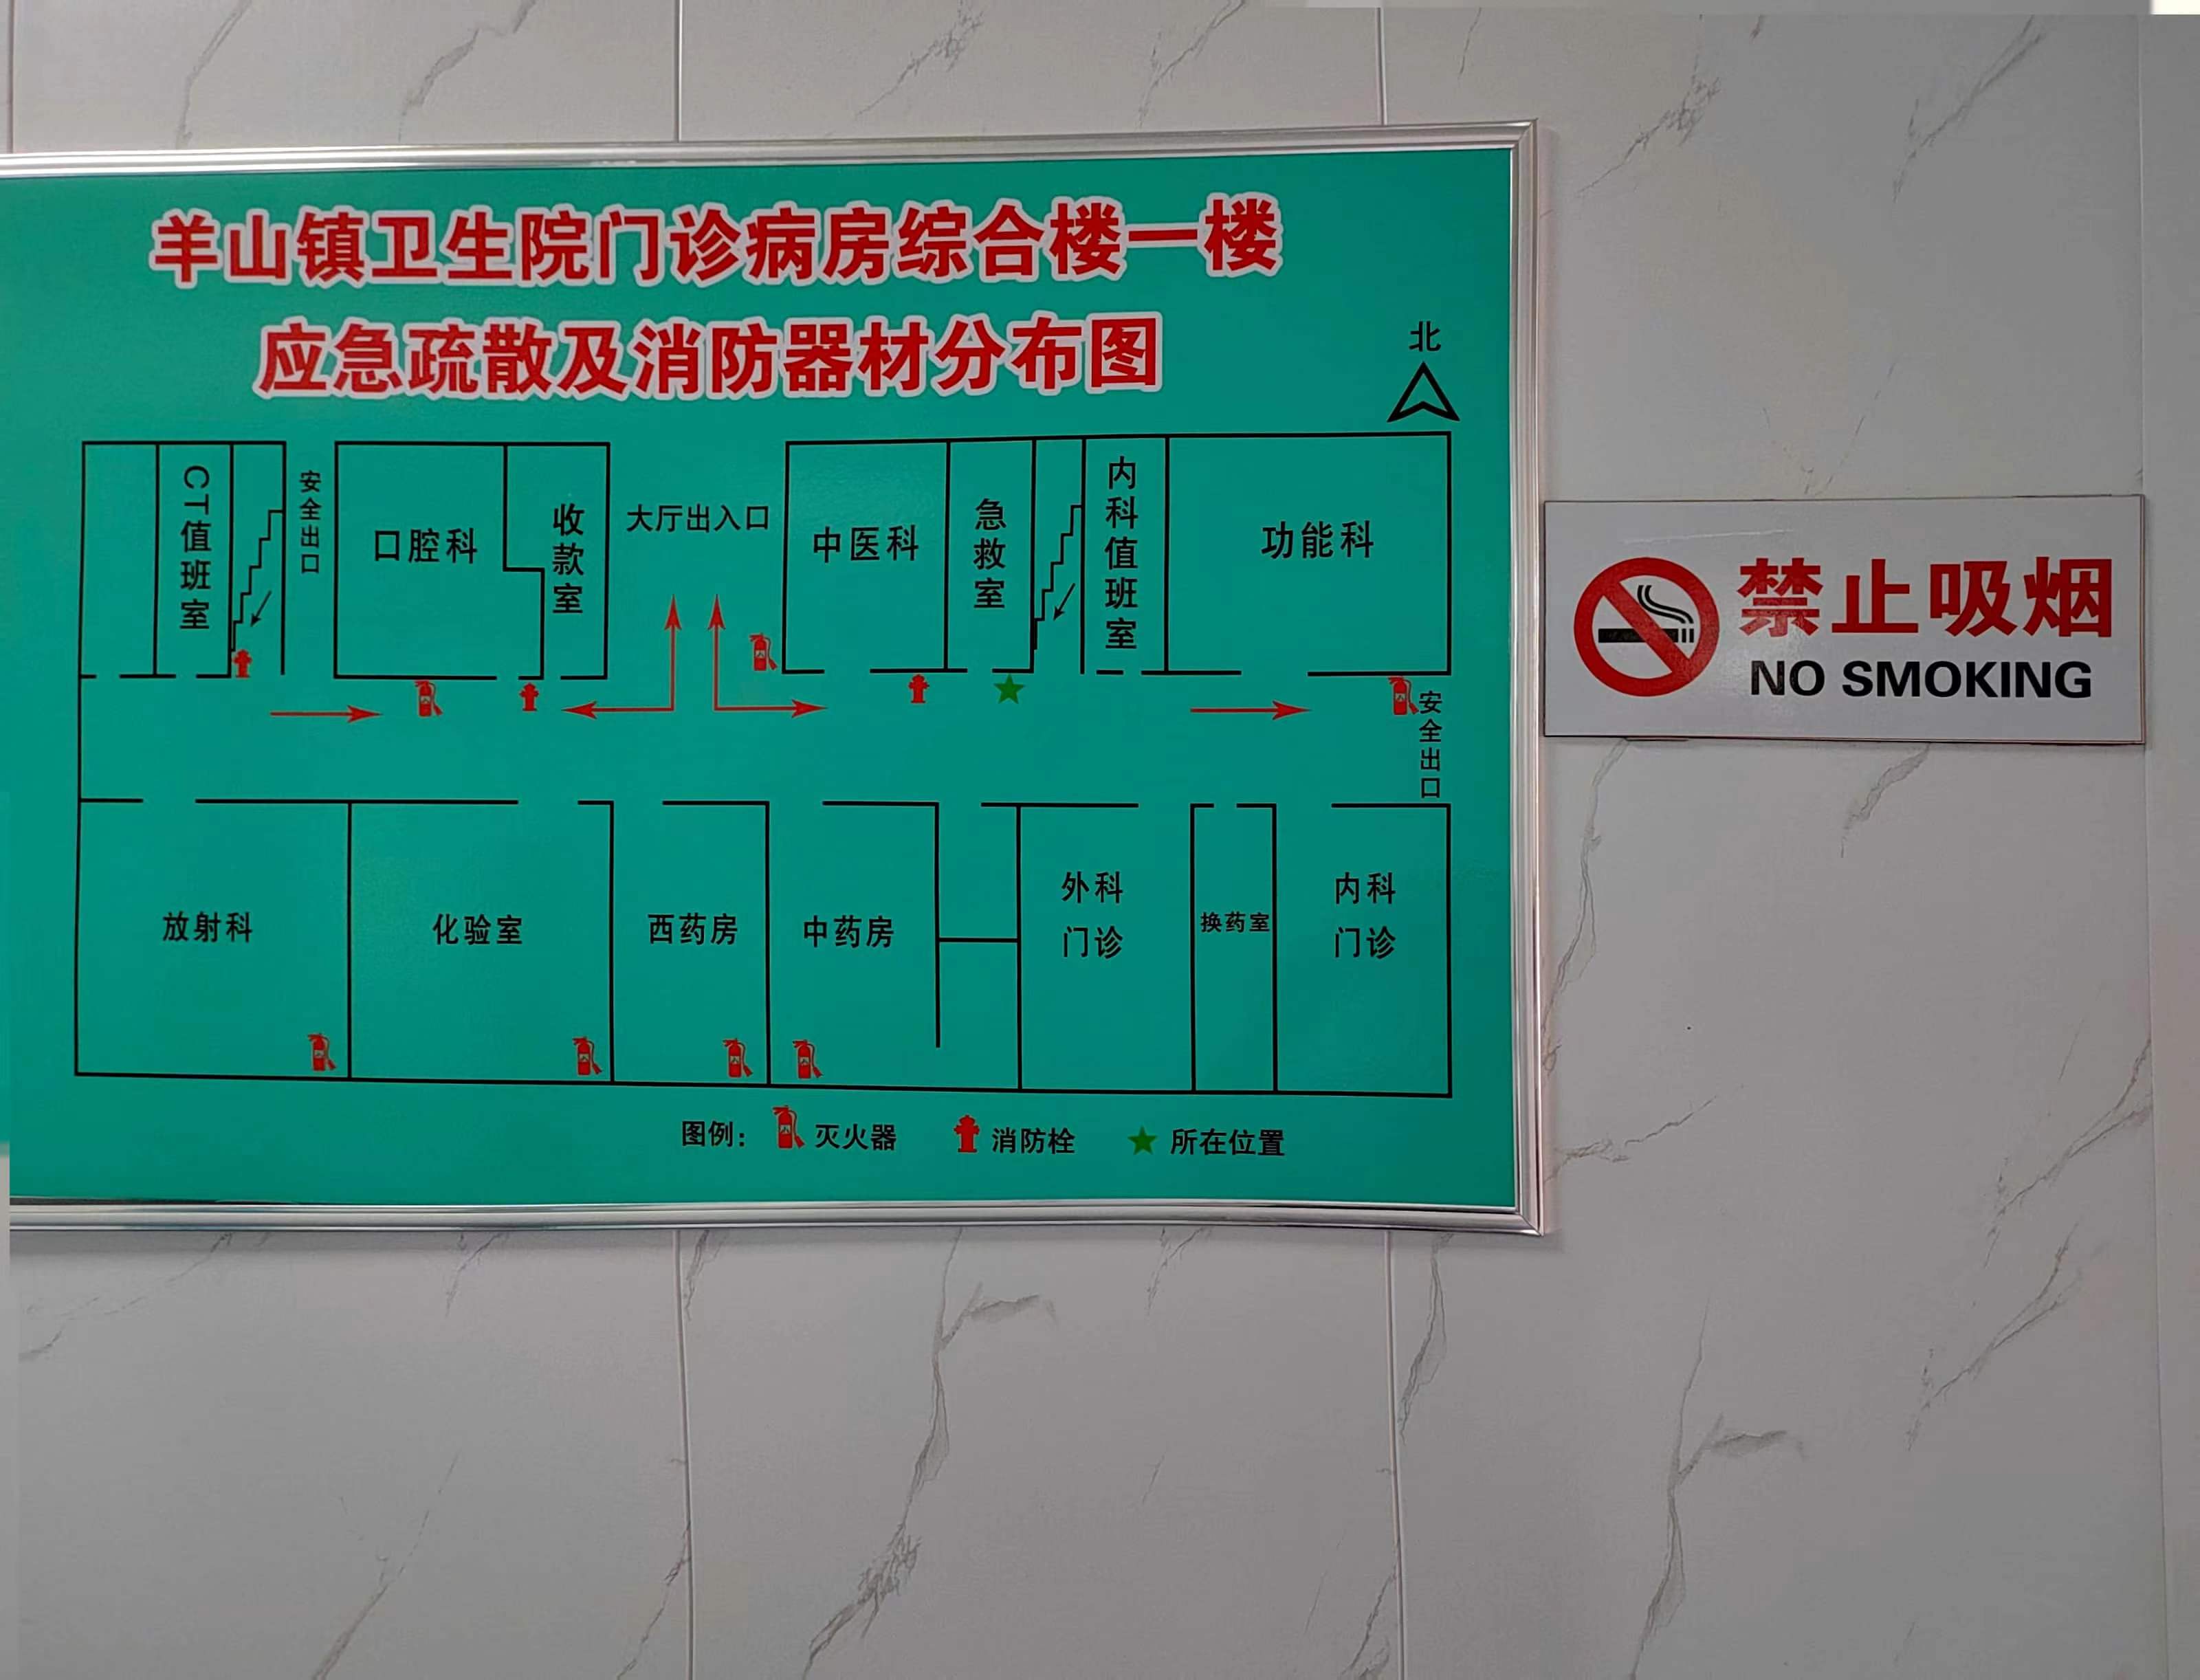 羊山镇卫生院门诊病房综合楼一楼
应急疏散及消防器材分布图
北
CT值班室
安全出口
口腔科
收款室
大厅出入口
中医科
急救室
内科值班室
功能科
安全出口
放射科
化验室
西药房
中药房
外科
门诊
换药室
内科
门诊
图例：
灭火器
消防栓
所在位置
禁止吸烟
NO SMOKING